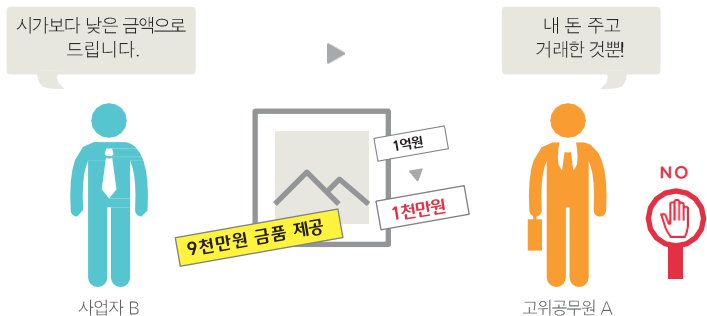 시가보다 낮은 금액으로
드립니다.
내 돈 주고
거래한 것뿐!
1억원
1천만원
9천만원 금품 제공
NO
사업자 B
고위공무원 A